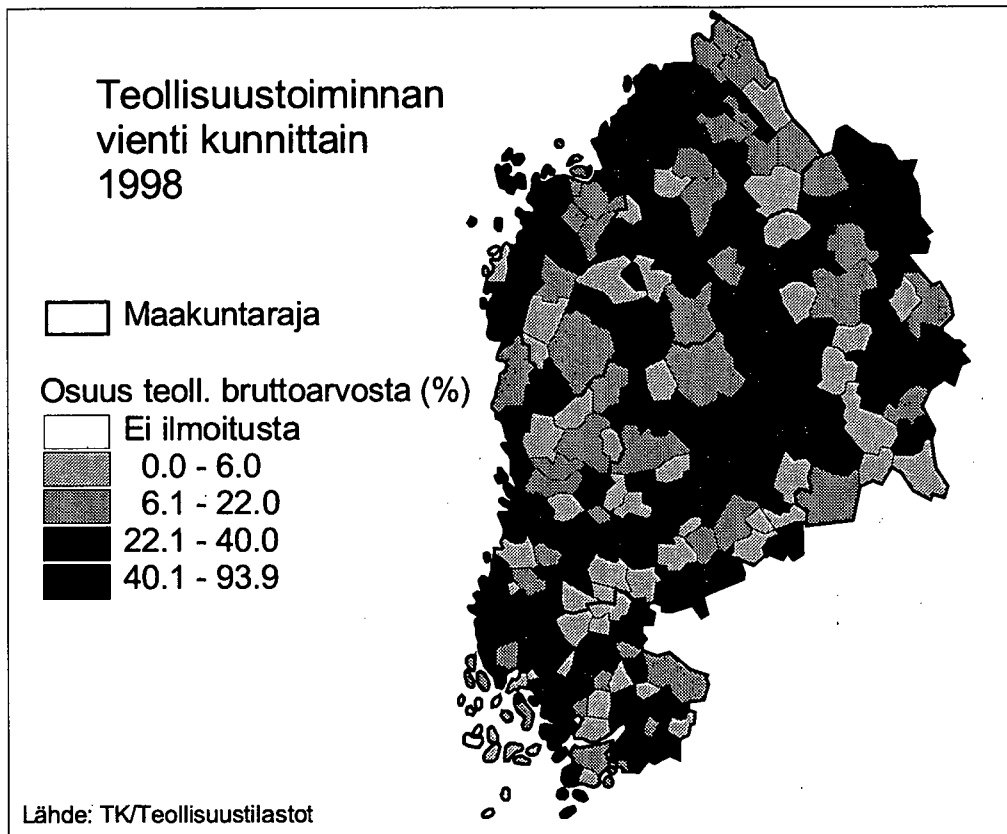 Teollisuustoiminnan
vienti kunnittain
1998
Maakuntaraja
Osuus teoll. bruttoarvosta (%)
Ei ilmoitusta
0.0 - 6.0
6.1 - 22.0
22.1 - 40.0
40.1 - 93.9
Lähde: TK/Teollisuustilastot